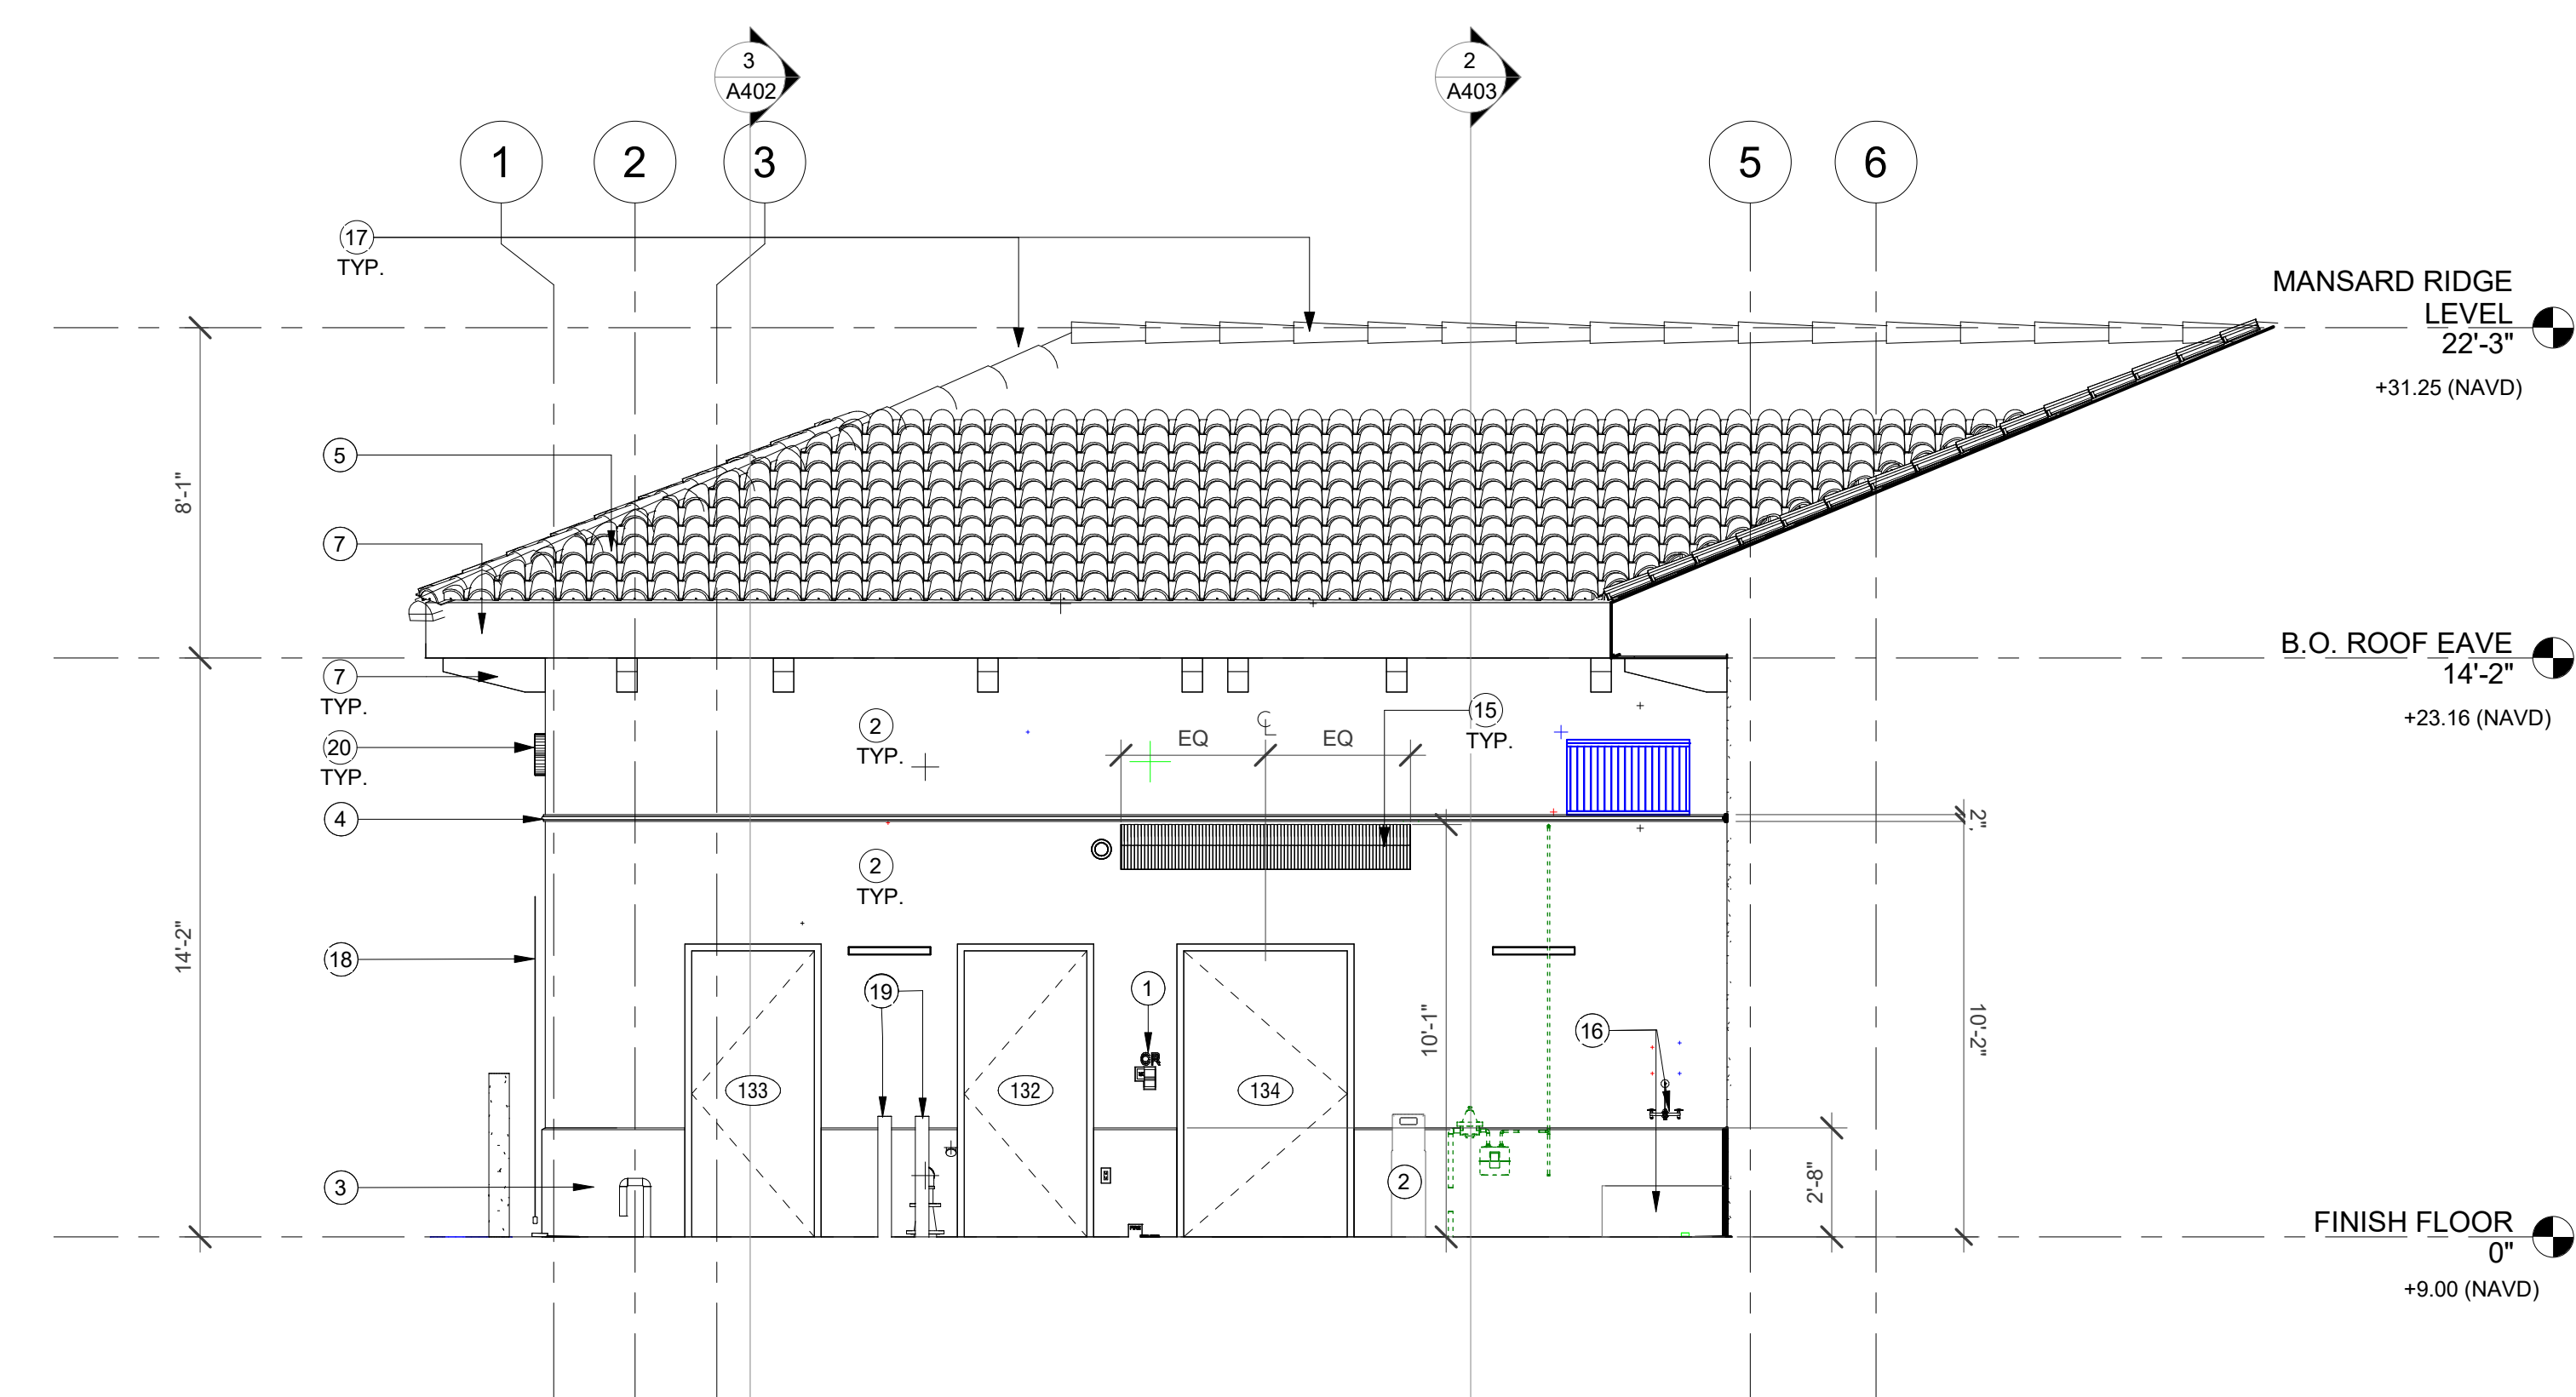 3
A402
2
A403
1
2
3
5
6
17
TYP.
MANSARD RIDGE
LEVEL
22'-3"
+31.25 (NAVD)
5
8'-1"
7
B.O. ROOF EAVE
14'-2"
+23.16 (NAVD)
7
TYP.
2
TYP.
15
TYP.
EQ
CL
EQ
20
TYP.
4
2"
2
TYP.
14'-2"
18
19
1
10'-1"
16
10'-2"
CR
133
132
134
3
2
2'-8"
FINISH FLOOR
0"
+9.00 (NAVD)